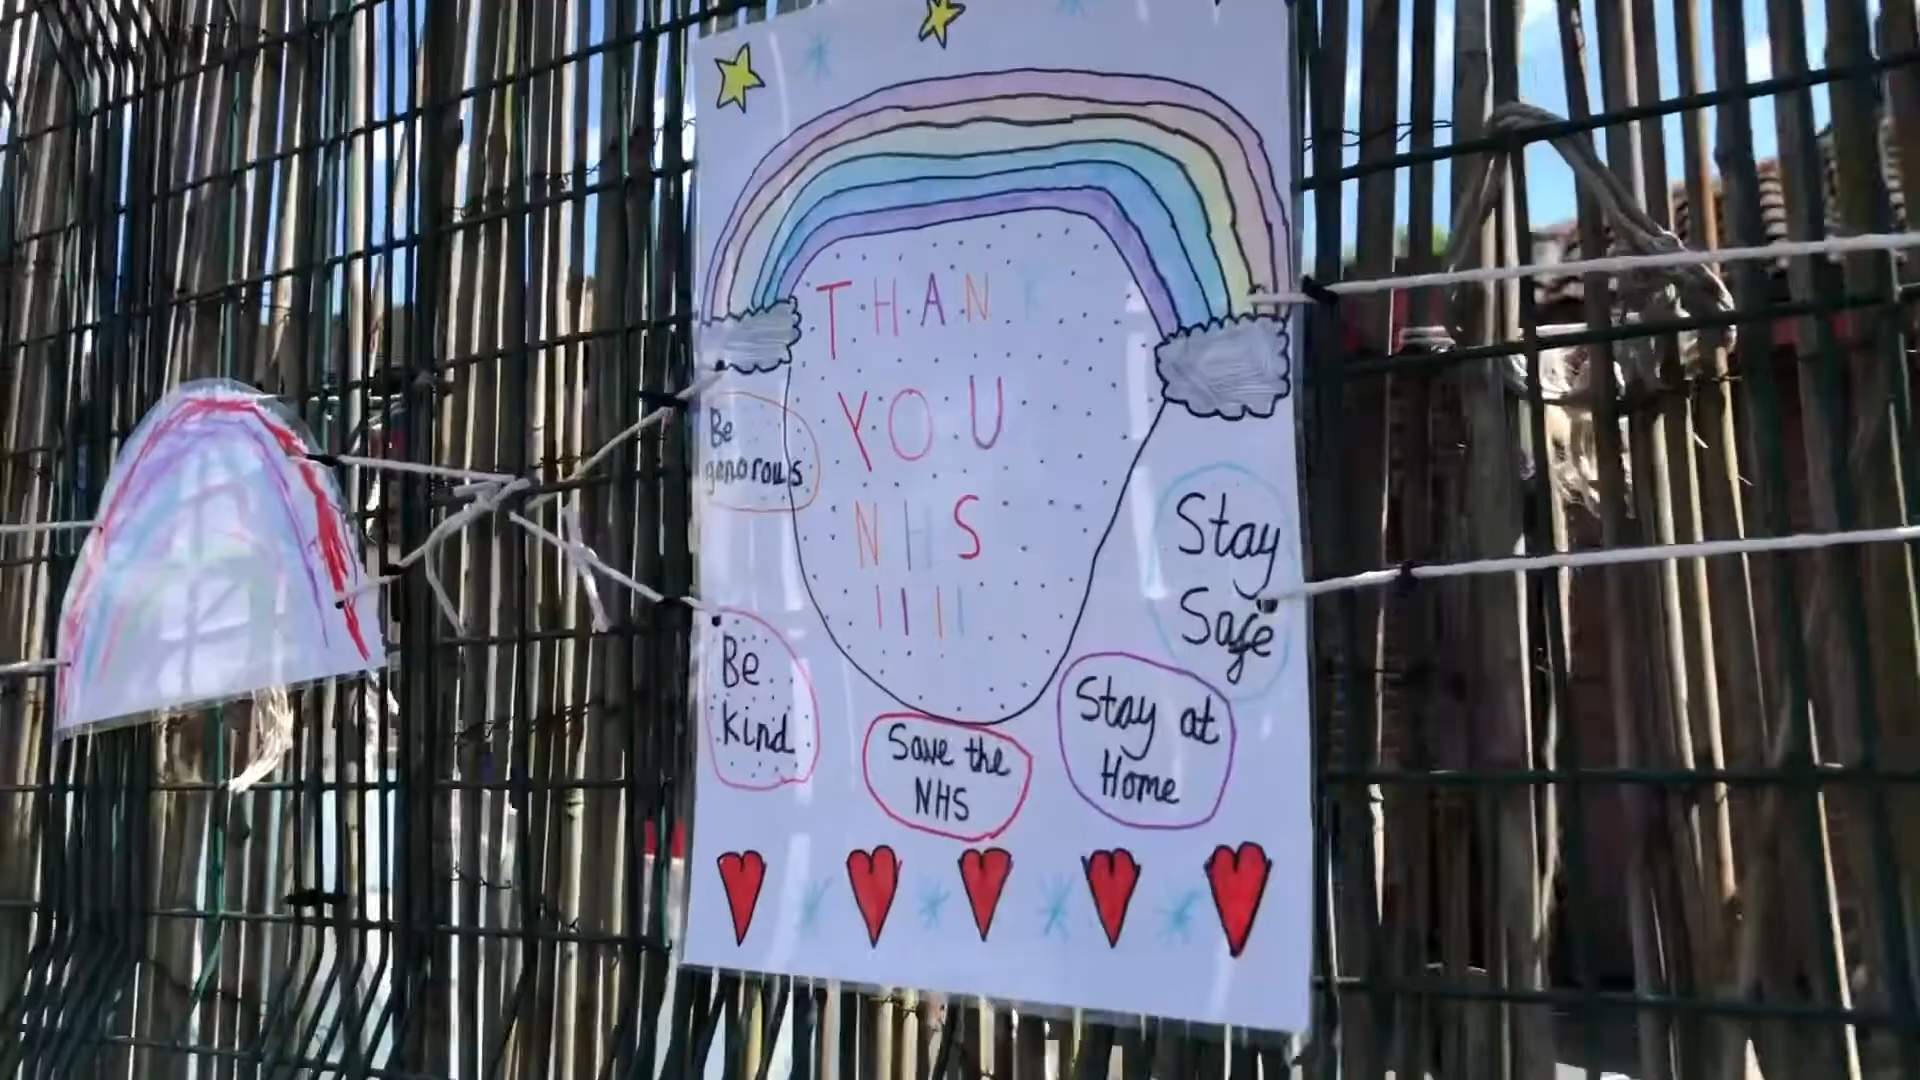 THANK
YOU
NHS
!!!!
Be
generous
Be
kind
Save the
NHS
Stay at
Home
Stay
Safe